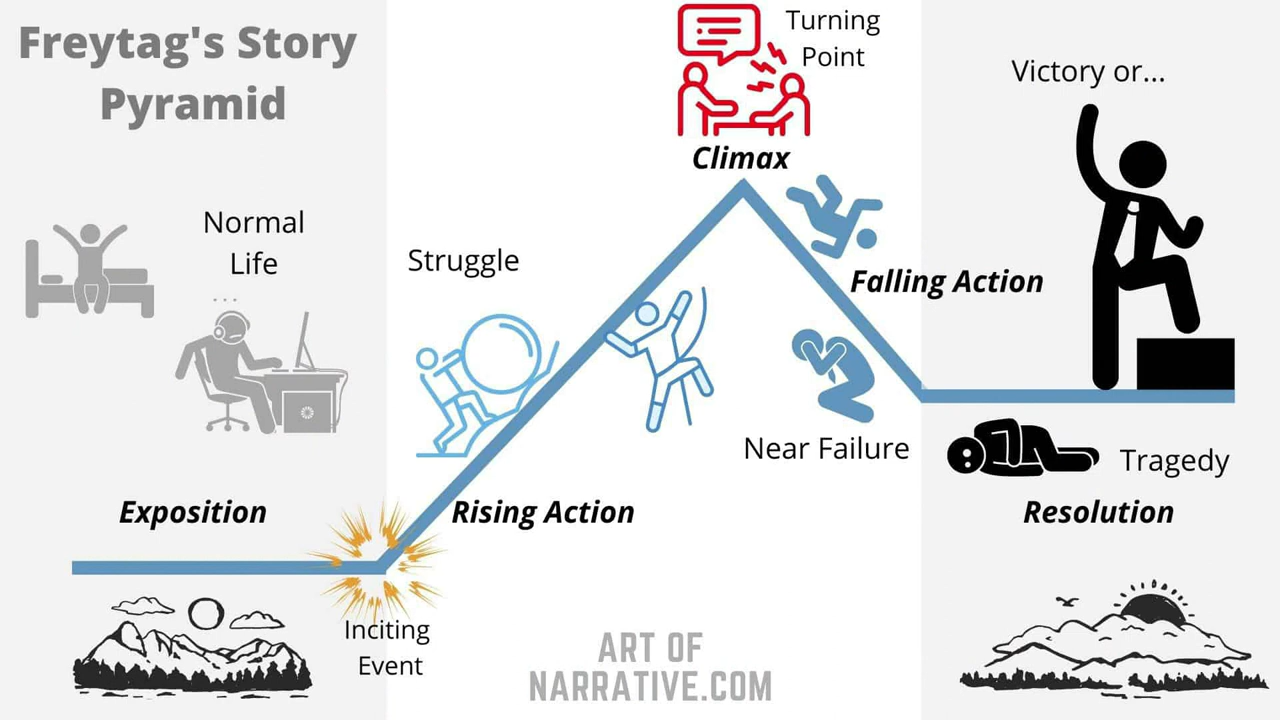 Freytag's Story
Pyramid
Normal
Life
...
Exposition
Inciting
Event
Struggle
Rising Action
Turning
Point
Climax
Falling Action
Near Failure
Victory or...
Tragedy
Resolution
ART OF
NARRATIVE.COM